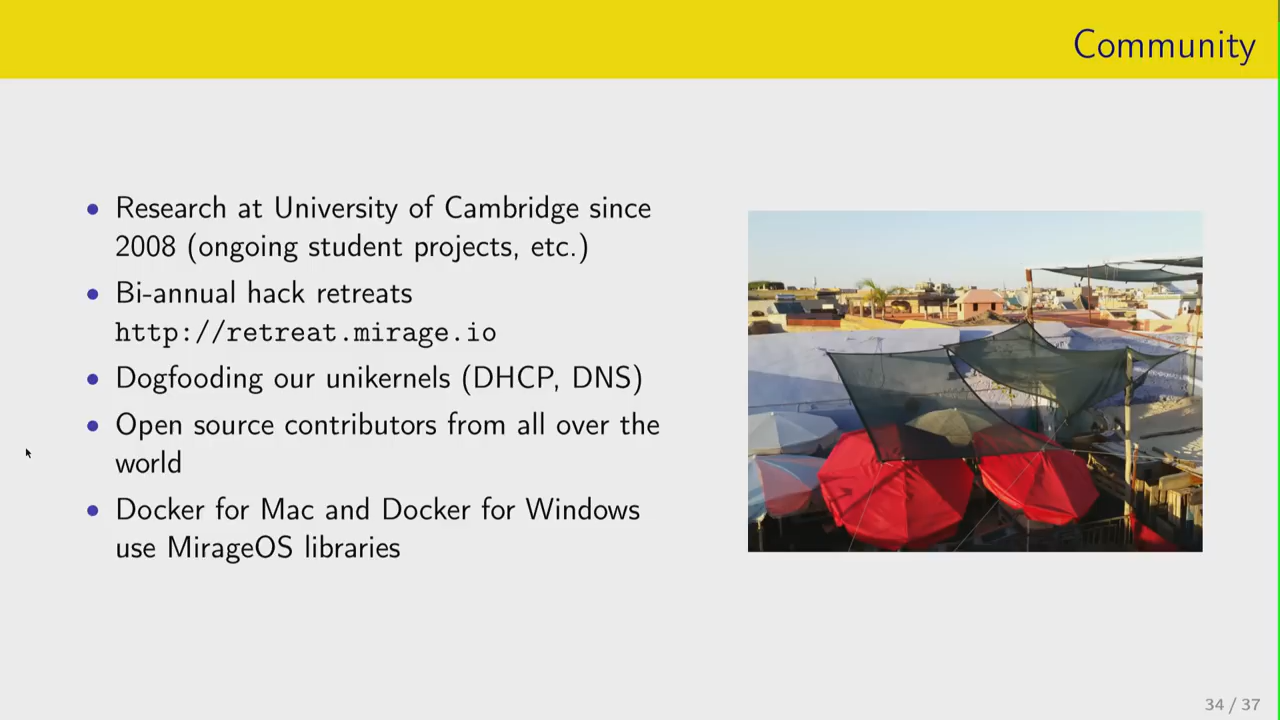 Community
• Research at University of Cambridge since
2008 (ongoing student projects, etc.)
• Bi-annual hack retreats
http://retreat.mirage.io
• Dogfooding our unikernels (DHCP, DNS)
• Open source contributors from all over the
world
• Docker for Mac and Docker for Windows
use MirageOS libraries
34 / 37